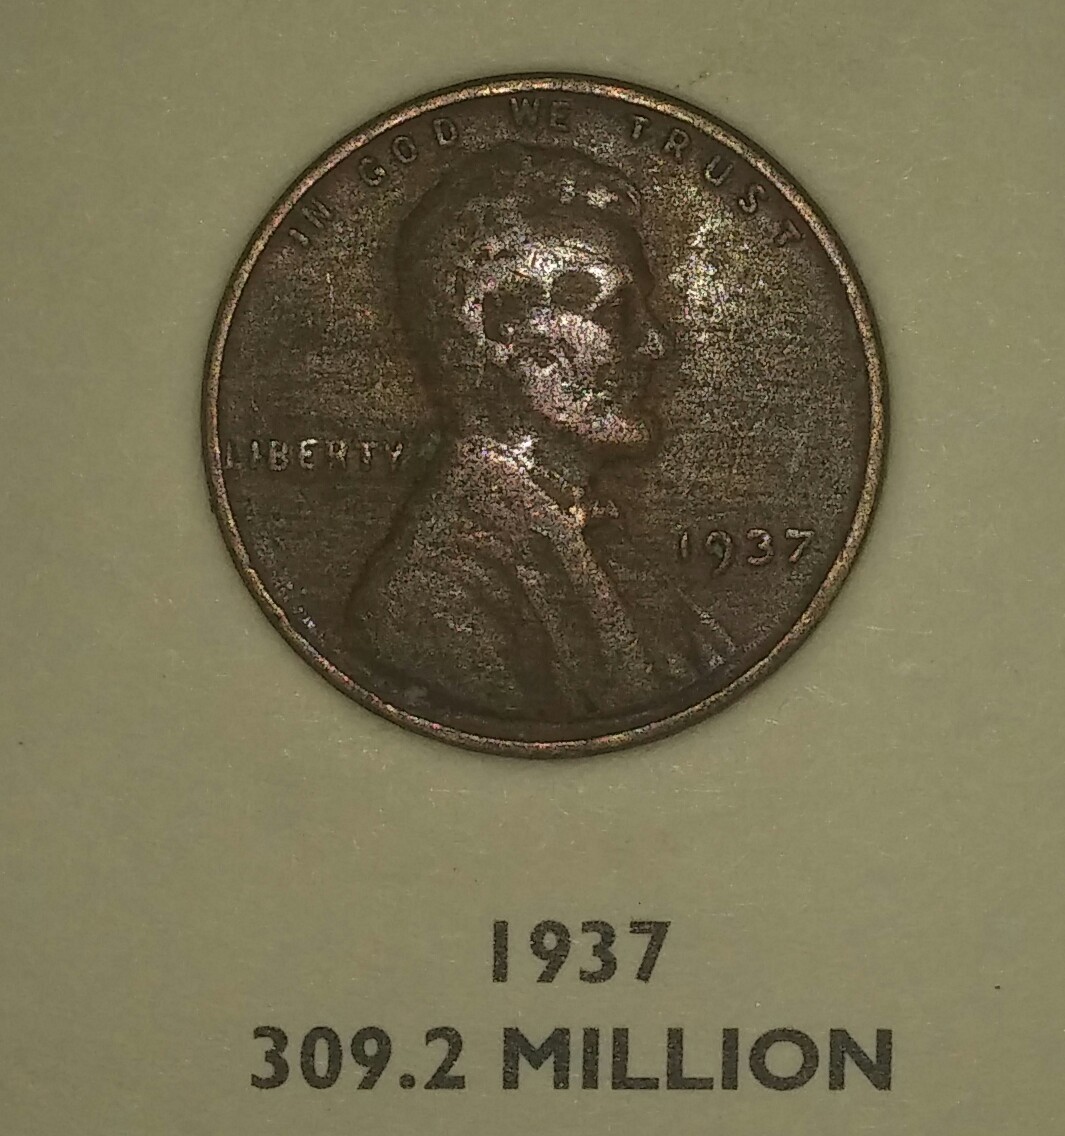 IN GOD WE TRUST
LIBERTY
1937
1937
309.2 MILLION